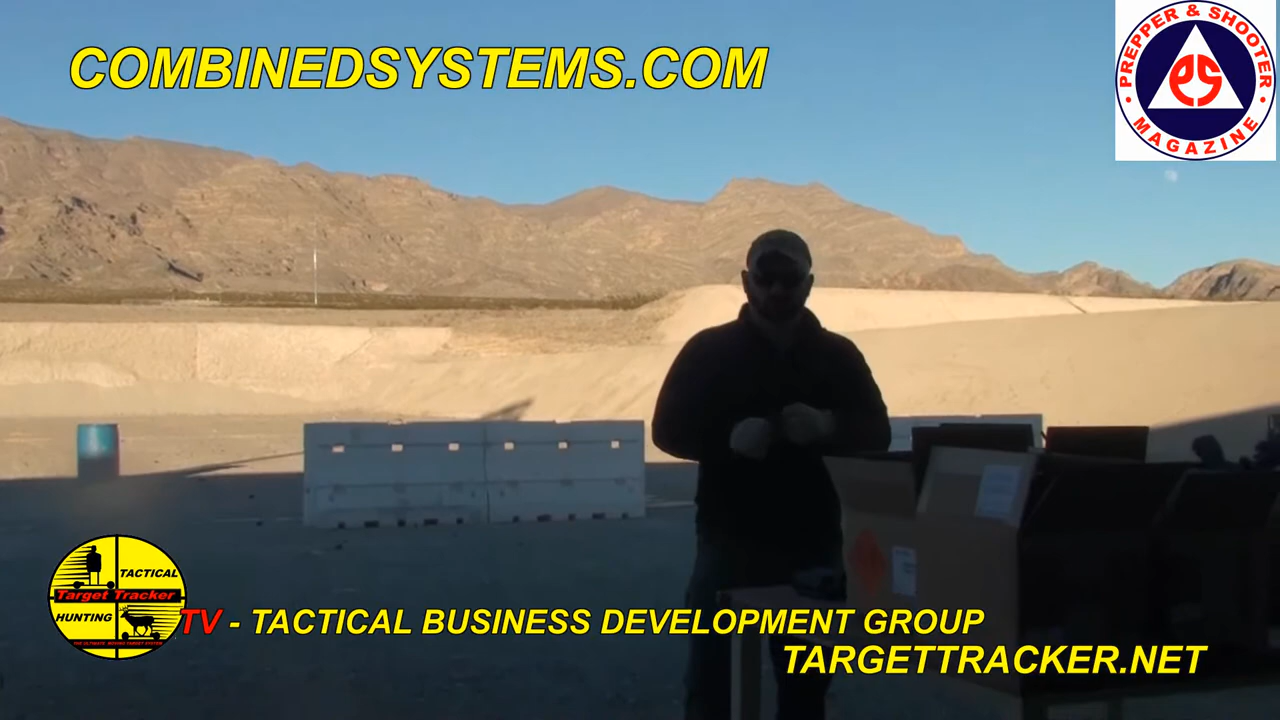 COMBINEDSYSTEMS.COM
PREPPER & SHOOTER
PS
MAGAZINE
TACTICAL
Target Tracker
HUNTING
TV - TACTICAL BUSINESS DEVELOPMENT GROUP
TARGETTRACKER.NET